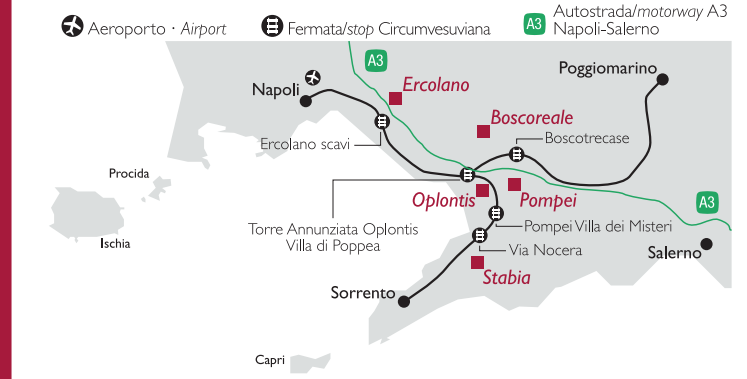 Aeroporto · Airport
Fermata/stop Circumvesuviana
A3
Autostrada/motorway A3
Napoli-Salerno
A3
Poggiomarino
Napoli
Ercolano
Boscoreale
Ercolano scavi
Boscotrecase
Procida
Oplontis
Pompei
A3
Ischia
Torre Annunziata Oplontis
Villa di Poppea
Pompei Villa dei Misteri
Via Nocera
Salerno
Stabia
Sorrento
Capri